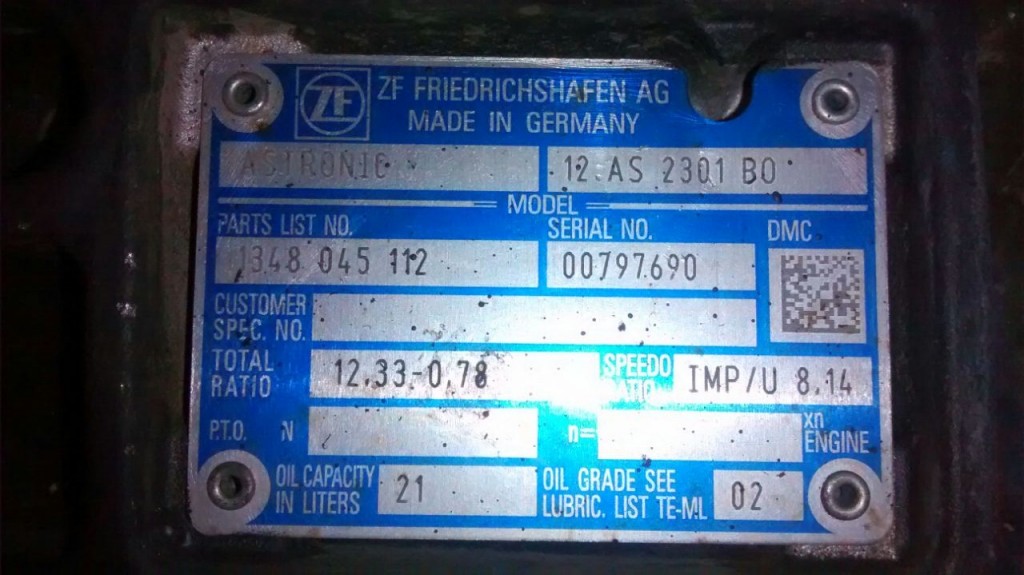 ZF ZF FRIEDRICHSHAFEN AG
MADE IN GERMANY
ASTRONIC 12 AS 2301 BO
MODEL
PARTS LIST NO. SERIAL NO. DMC
1348 045 112 00797690
CUSTOMER
SPEC. NO.
TOTAL
RATIO 12.33-0.78 SPEEDO
RATIO IMP/U 8.14
P.T.O. N n= xn
ENGINE
OIL CAPACITY
IN LITERS 21 OIL GRADE SEE
LUBRIC. LIST TE-ML 02